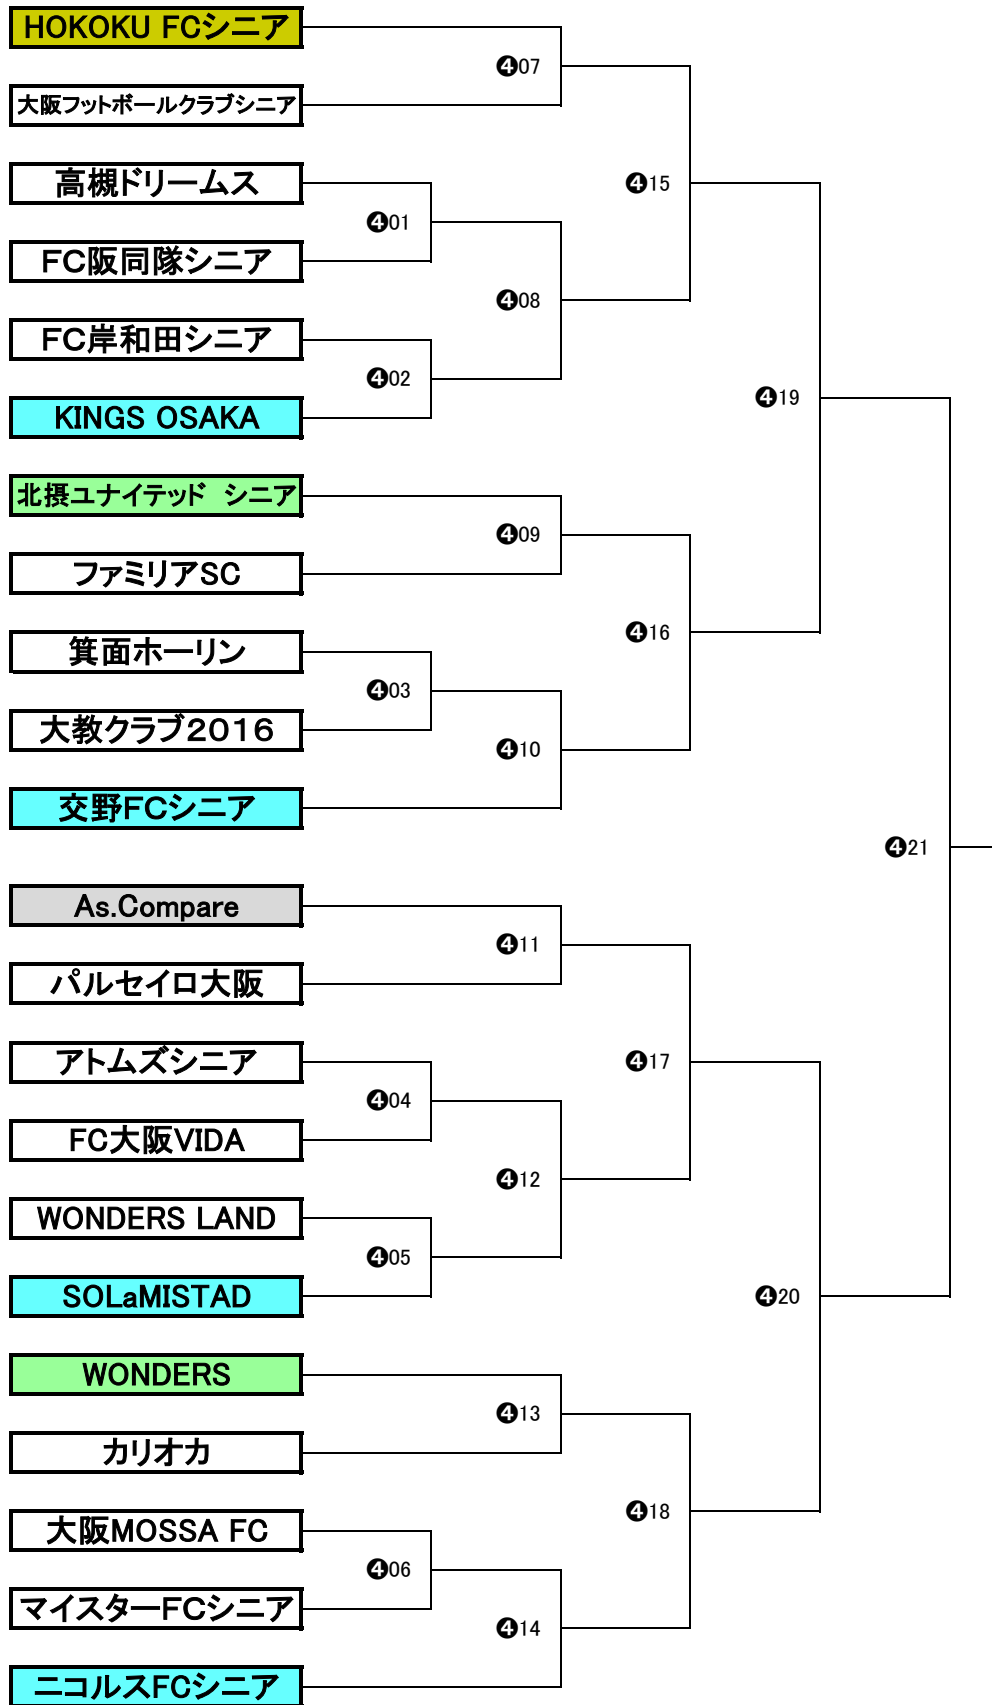 HOKOKU FCシニア
❹07
大阪フットボールクラブシニア
高槻ドリームス
❹15
❹01
FC阪同隊シニア
❹08
FC岸和田シニア
❹02
❹19
KINGS OSAKA
北摂ユナイテッド　シニア
❹09
ファミリアSC
箕面ホーリン
❹16
❹03
大教クラブ２０１６
❹10
交野FCシニア
❹21
As.Compare
❹11
パルセイロ大阪
アトムズシニア
❹17
❹04
FC大阪VIDA
❹12
WONDERS LAND
❹05
SOLaMISTAD
❹20
WONDERS
❹13
カリオカ
❹18
大阪MOSSA FC
❹06
マイスターFCシニア
❹14
ニコルスFCシニア